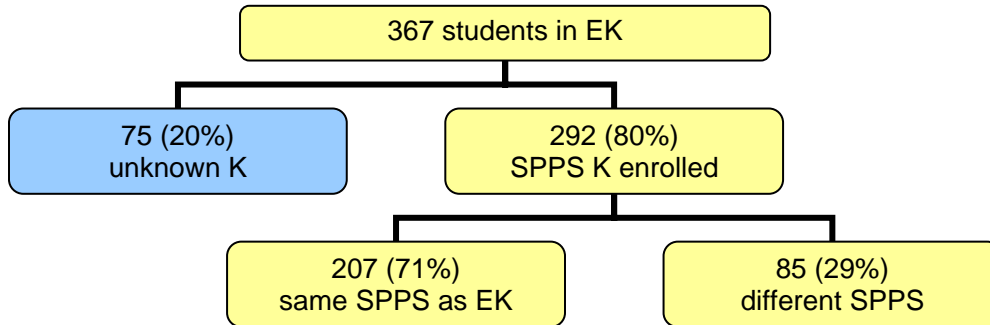 367 students in EK
75 (20%)
unknown K
292 (80%)
SPPS K enrolled
207 (71%)
same SPPS as EK
85 (29%)
different SPPS